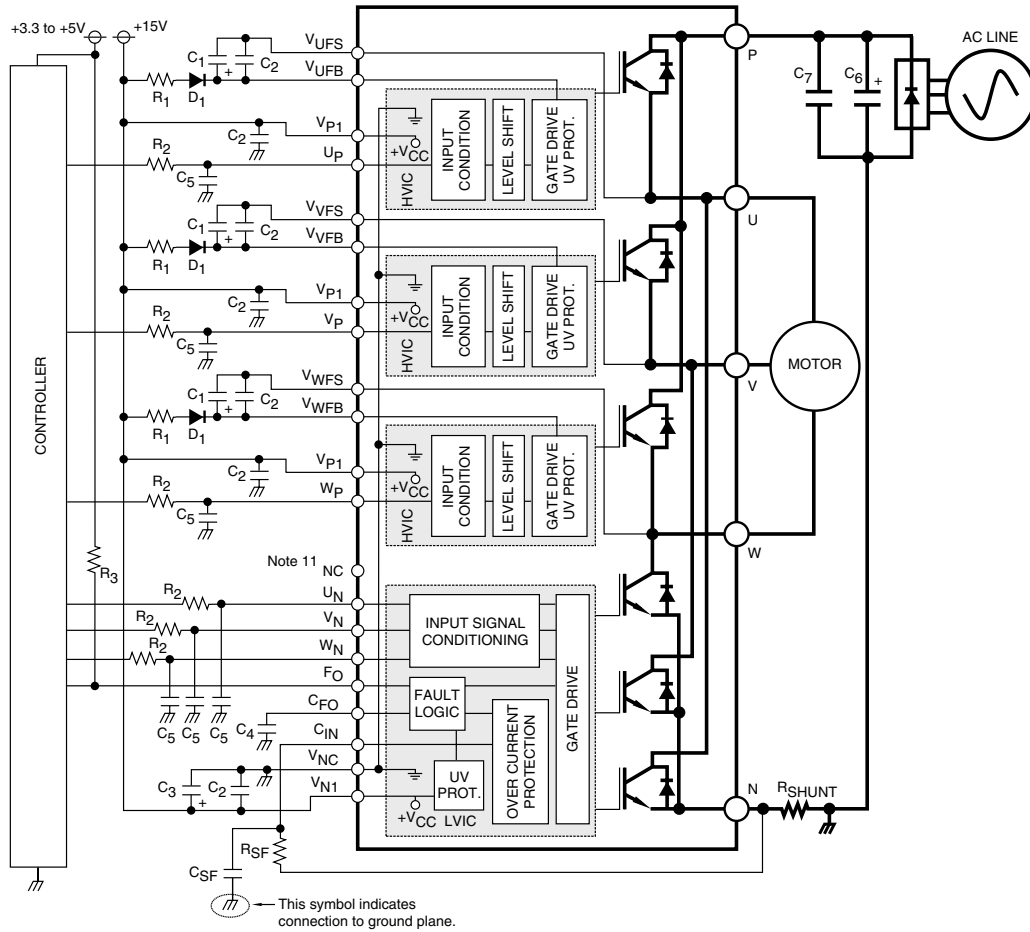 +3.3 to +5V
+15V
CONTROLLER
C1
+
C2
R1
D1
VUFS
VUFB
C2
VP1
R2
UP
C5
HVIC
+VCC
INPUT CONDITION
LEVEL SHIFT
GATE DRIVE UV PROT.
C1
+
C2
R1
D1
VVFS
VVFB
C2
VP1
R2
VP
C5
HVIC
+VCC
INPUT CONDITION
LEVEL SHIFT
GATE DRIVE UV PROT.
C1
+
C2
R1
D1
VWFS
VWFB
C2
VP1
R2
WP
C5
HVIC
+VCC
INPUT CONDITION
LEVEL SHIFT
GATE DRIVE UV PROT.
R3
Note 11
NC
R2
UN
R2
VN
R2
WN
FO
C5
C5
C5
CFO
C4
CIN
VNC
C3
+
C2
VN1
INPUT SIGNAL
CONDITIONING
FAULT
LOGIC
UV
PROT.
+VCC
LVIC
OVER CURRENT
PROTECTION
GATE DRIVE
RSF
CSF
This symbol indicates
connection to ground plane.
P
C7
C6
+
AC LINE
U
V
MOTOR
W
N
RSHUNT